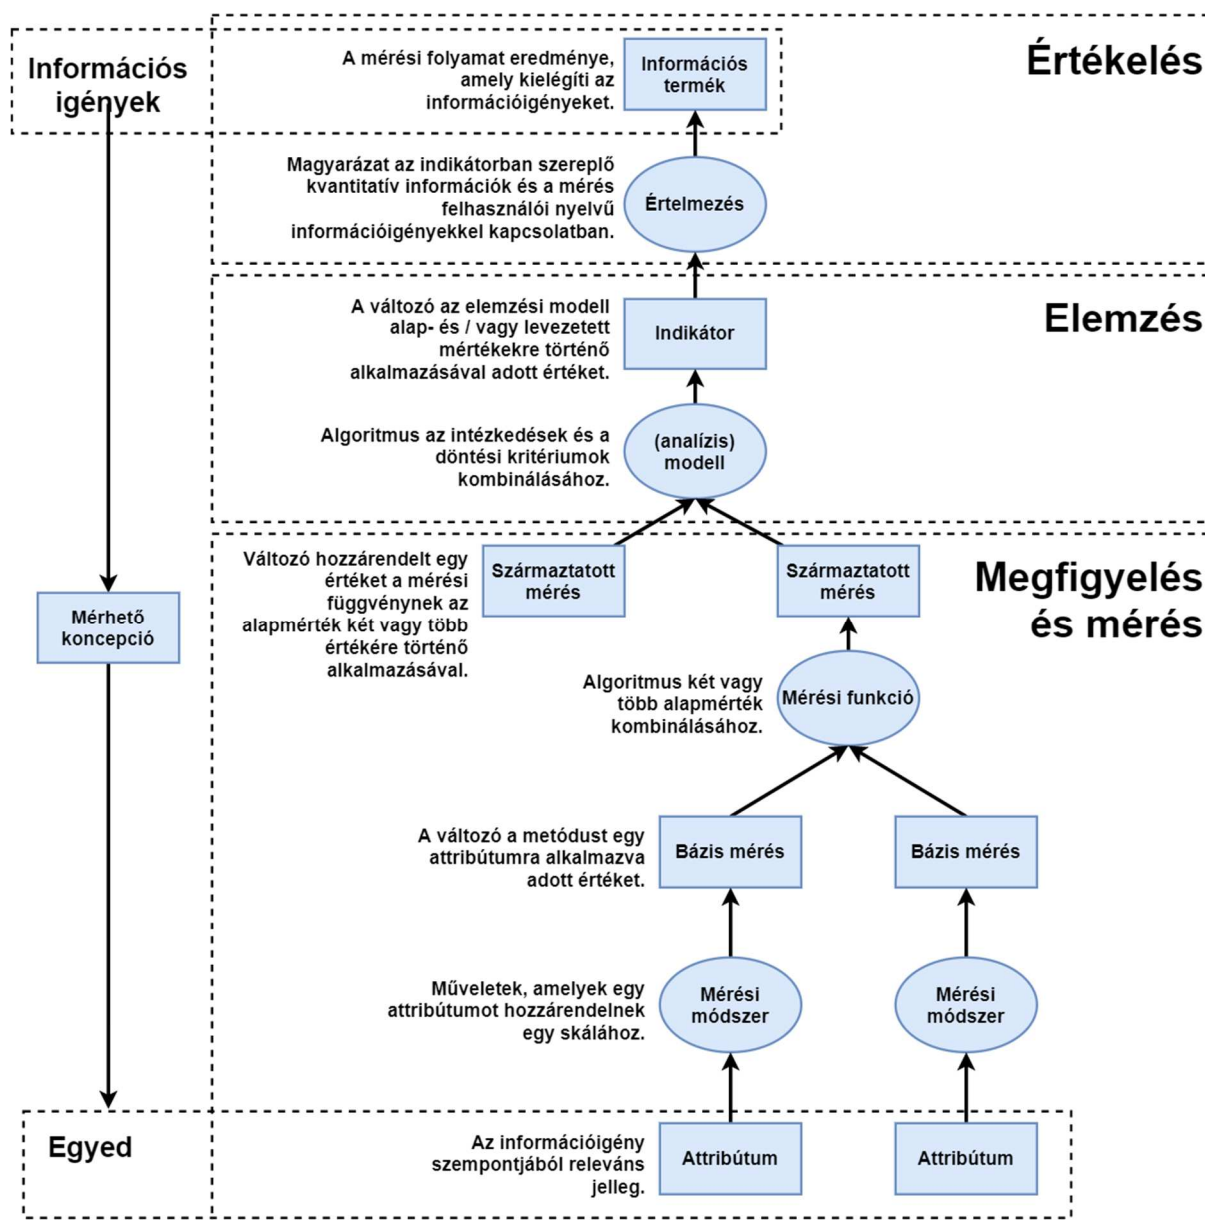 Információs
igények
A mérési folyamat eredménye,
amely kielégíti az
információigényeket.
Információs
termék
Értékelés
Magyarázat az indikátorban szereplő
kvantitatív információk és a mérés
felhasználói nyelvű
információigényekkel kapcsolatban.
Értelmezés
A változó az elemzési modell
alap- és / vagy levezetett
mértékekre történő
alkalmazásával adott értéket.
Indikátor
Elemzés
Algoritmus az intézkedések és a
döntési kritériumok
kombinálásához.
(analízis)
modell
Változó hozzárendelt egy
értéket a mérési
függvénynek az
alapmérték két vagy több
értékére történő
alkalmazásával.
Származtatott
mérés
Származtatott
mérés
Megfigyelés
és mérés
Mérhető
koncepció
Algoritmus két vagy
több alapmérték
kombinálásához.
Mérési funkció
A változó a metódust egy
attribútumra alkalmazva
adott értéket.
Bázis mérés
Bázis mérés
Műveletek, amelyek egy
attribútumot hozzárendelnek
egy skálához.
Mérési
módszer
Mérési
módszer
Egyed
Az információigény
szempontjából releváns
jelleg.
Attribútum
Attribútum